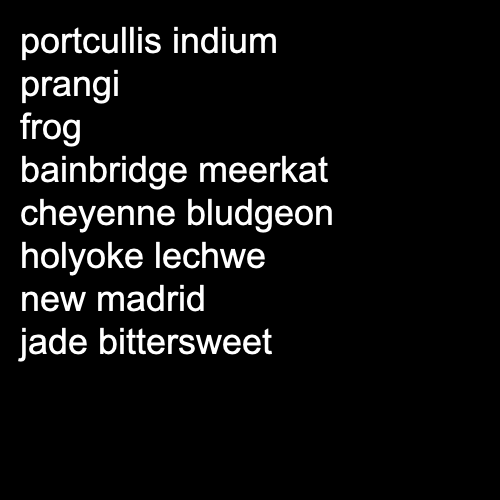 portcullis indium
prangi
frog
bainbridge meerkat
cheyenne bludgeon
holyoke lechwe
new madrid
jade bittersweet